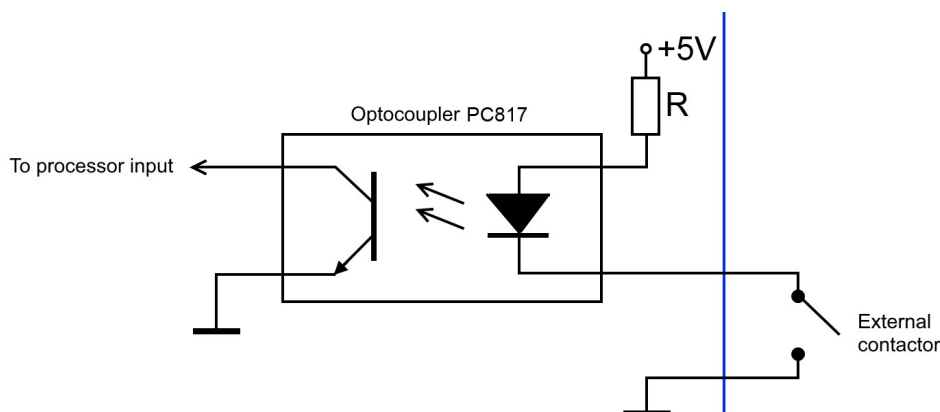 +5V
R
Optocoupler PC817
To processor input
External
contactor